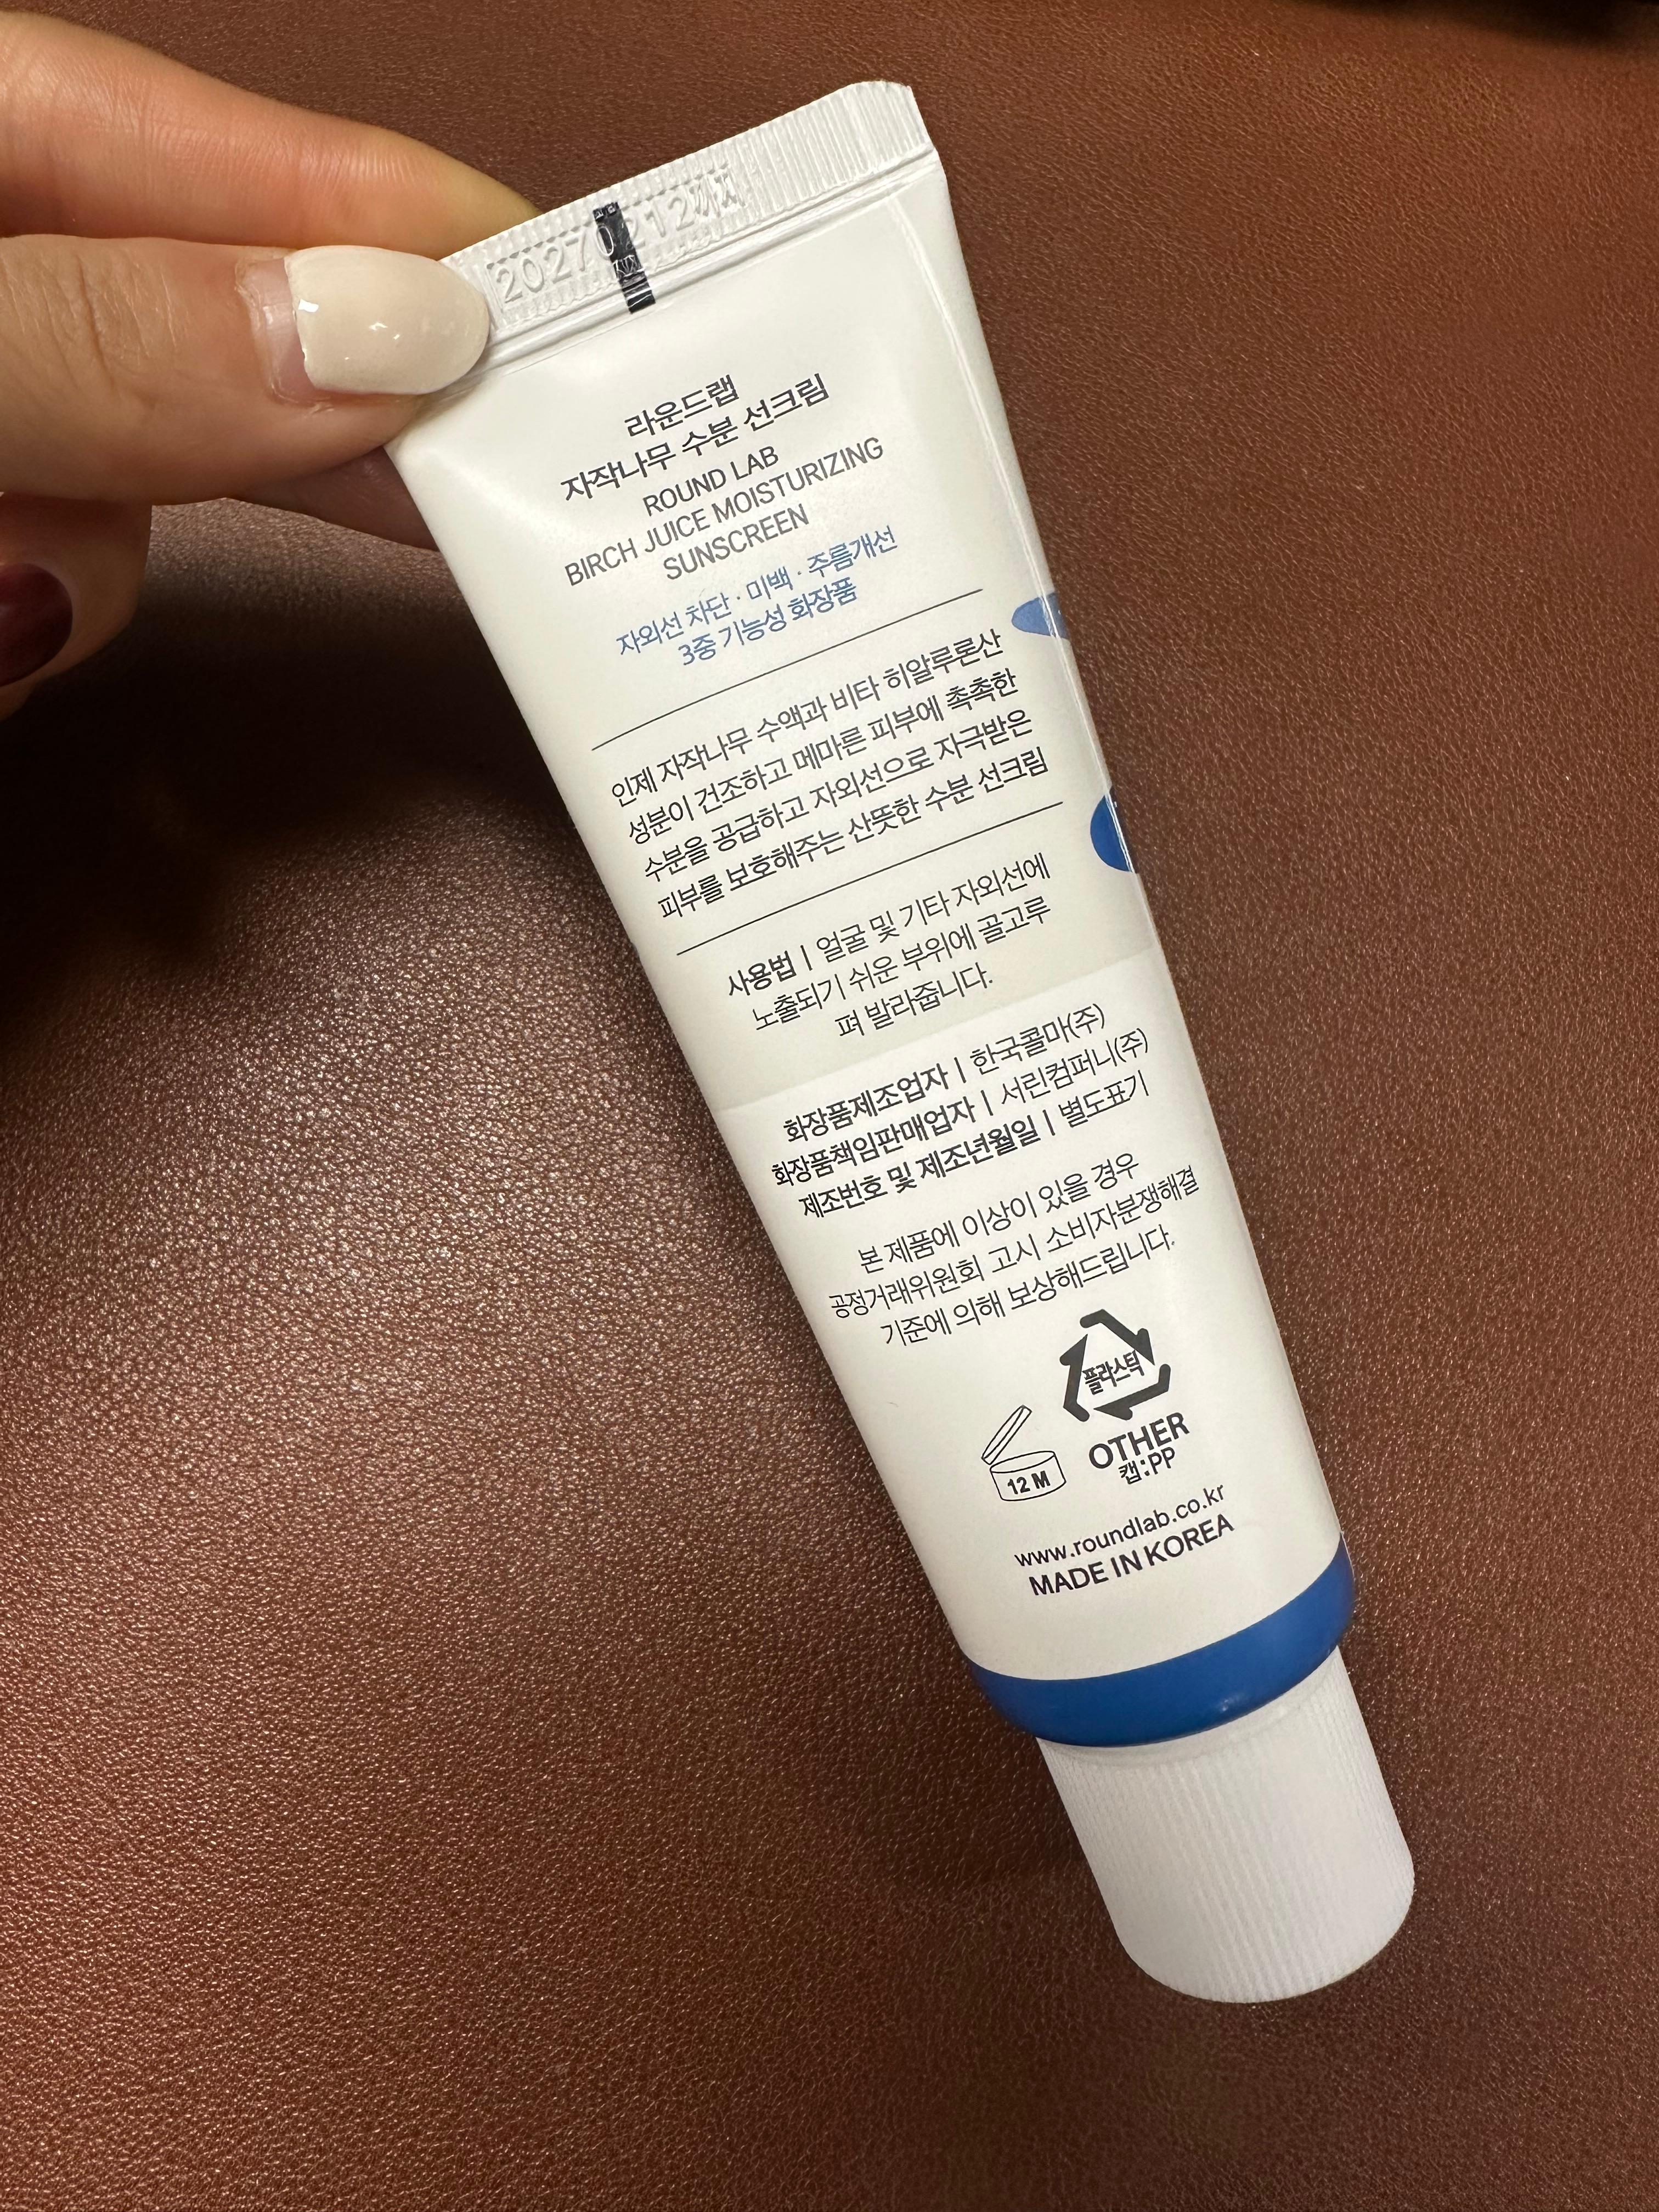 20270212까지
라운드랩
자작나무 수분 선크림
ROUND LAB
BIRCH JUICE MOISTURIZING
SUNSCREEN
자외선 차단 · 미백 · 주름개선
3중 기능성 화장품
인제 자작나무 수액과 비타 히알루론산
성분이 건조하고 메마른 피부에 촉촉한
수분을 공급하고 자외선으로 자극받은
피부를 보호해주는 산뜻한 수분 선크림
사용법 | 얼굴 및 기타 자외선에
노출되기 쉬운 부위에 골고루
펴 발라줍니다.
화장품제조업자 | 한국콜마(주)
화장품책임판매업자 | 서린컴퍼니(주)
제조번호 및 제조년월일 | 별도표기
본 제품에 이상이 있을 경우
공정거래위원회 고시 소비자분쟁해결
기준에 의해 보상해드립니다.
플라스틱
OTHER
캡:PP
12 M
www.roundlab.co.kr
MADE IN KOREA